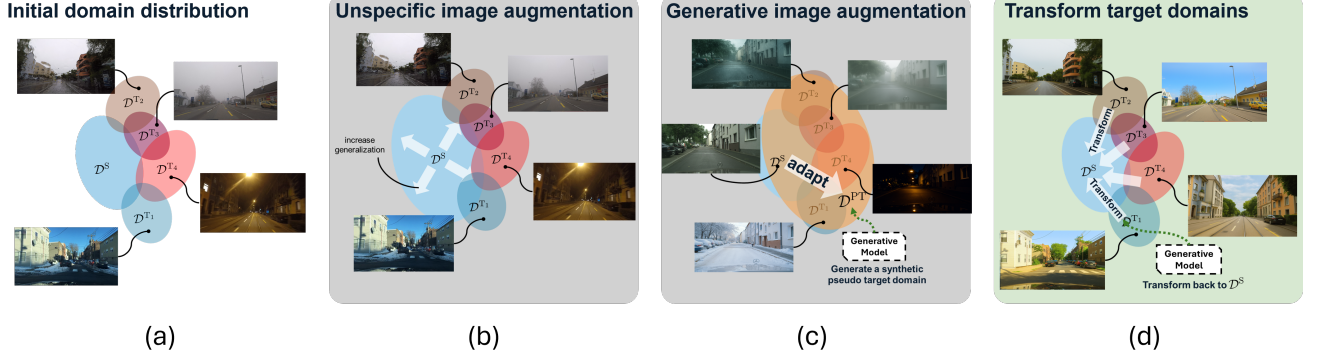 Initial domain distribution
𝒟^T₂
𝒟^T₃
𝒟^S
𝒟^T₄
𝒟^T₁
(a)
Unspecific image augmentation
𝒟^T₂
𝒟^T₃
increase
generalization
𝒟^S
𝒟^T₄
𝒟^T₁
(b)
Generative image augmentation
𝒟^T₂
𝒟^T₃
𝒟^S
𝒟^T₄
adapt
𝒟^PT
𝒟^T₁
Generative
Model
Generate a synthetic
pseudo target domain
(c)
Transform target domains
𝒟^T₂
Transform
𝒟^T₃
𝒟^S
𝒟^T₄
Transform
𝒟^T₁
Generative
Model
Transform back to 𝒟^S
(d)